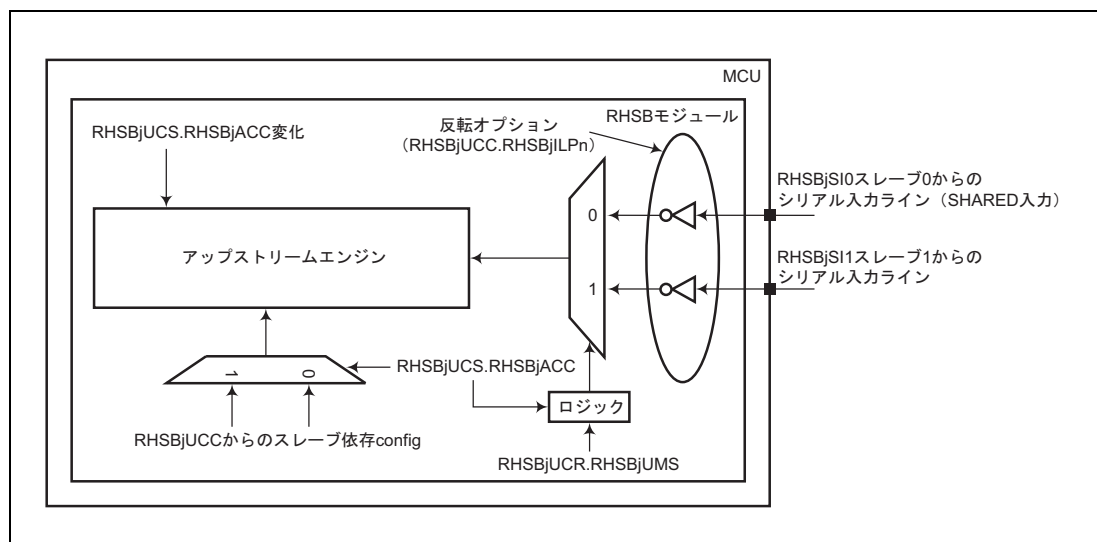 MCU
RHSBモジュール
反転オプション
（RHSBjUCC.RHSBjILPn）
RHSBjUCS.RHSBjACC変化
RHSBjSI0スレーブ0からの
シリアル入力ライン（SHARED入力）
0
アップストリームエンジン
RHSBjSI1スレーブ1からの
シリアル入力ライン
1
RHSBjUCS.RHSBjACC
1
0
ロジック
RHSBjUCCからのスレーブ依存config
RHSBjUCR.RHSBjUMS